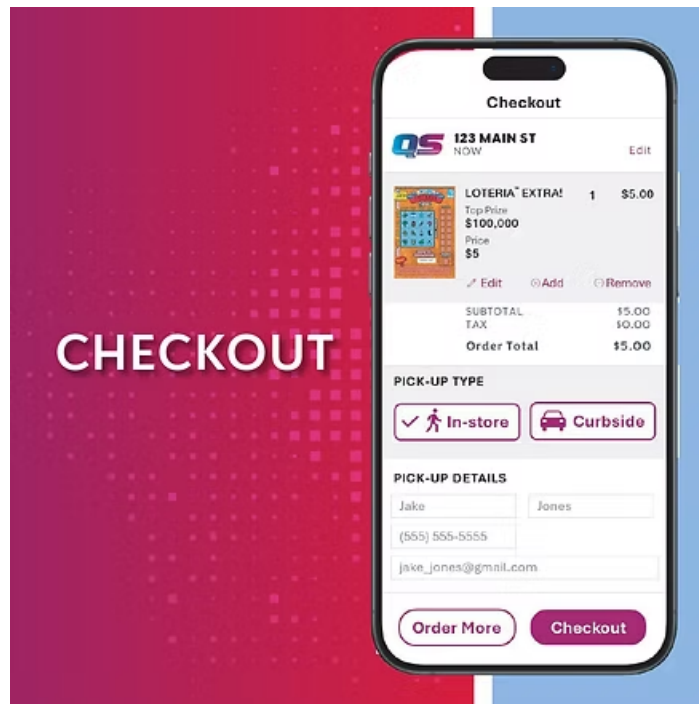 CHECKOUT
Checkout
QS
123 MAIN ST
NOW
Edit
LOTERIA™ EXTRA! 1 $5.00
Top Prize
$100,000
Price
$5
Edit Add Remove
SUBTOTAL $5.00
TAX $0.00
Order Total $5.00
PICK-UP TYPE
In-store Curbside
PICK-UP DETAILS
Jake Jones
(555) 555-5555
jake_jones@gmail.com
Order More Checkout